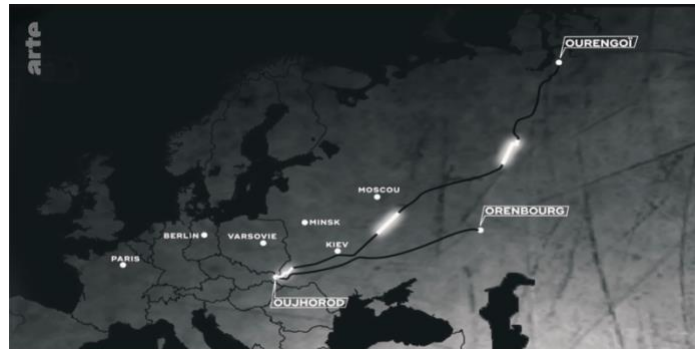 arte
OURENGOÏ
MOSCOU
ORENBOURG
MINSK
BERLIN
VARSOVIE
KIEV
PARIS
OUJHOROD